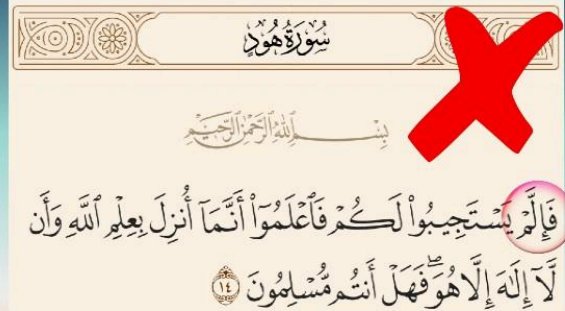 سُورَةُ هُودٍ
بِسْمِ ٱللَّهِ ٱلرَّحْمَٰنِ ٱلرَّحِيمِ
فَإِلَّمْ يَسْتَجِيبُوا۟ لَكُمْ فَٱعْلَمُوٓا۟ أَنَّمَآ أُنزِلَ بِعِلْمِ ٱللَّهِ وَأَن
لَّآ إِلَٰهَ إِلَّا هُوَ ۖ فَهَلْ أَنتُم مُّسْلِمُونَ ١٤